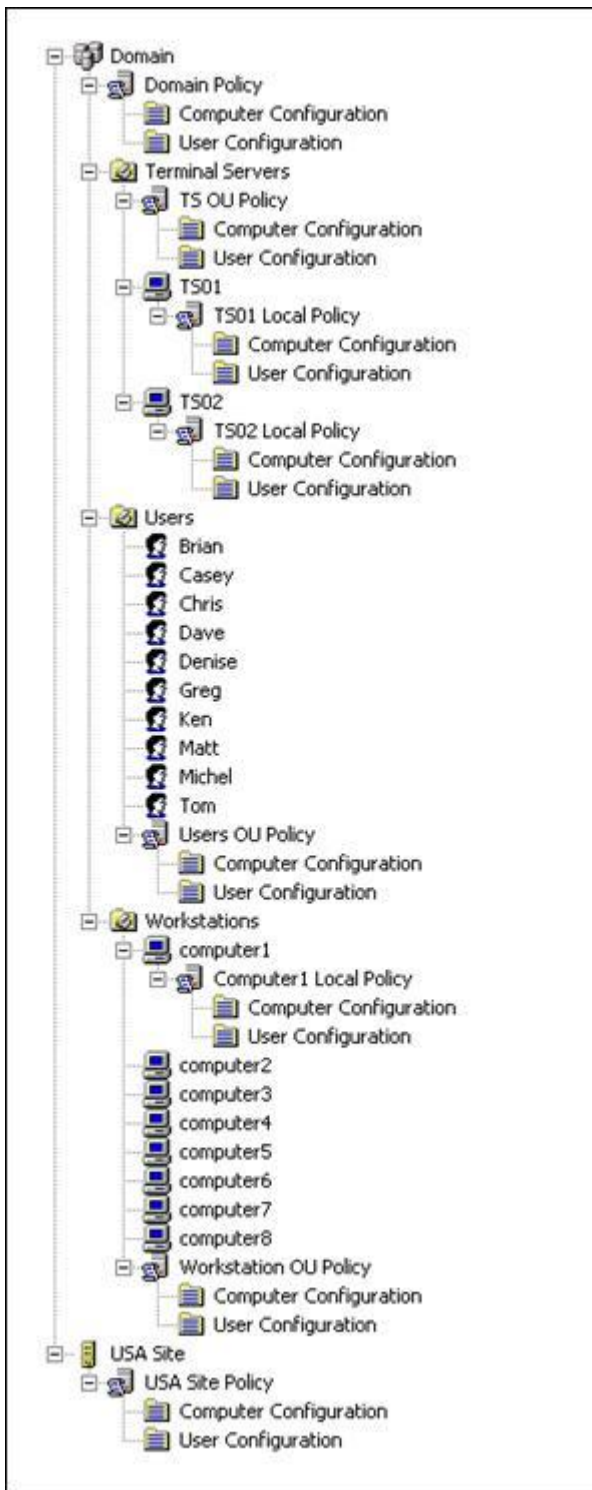 Domain
Domain Policy
Computer Configuration
User Configuration
Terminal Servers
TS OU Policy
Computer Configuration
User Configuration
TS01
TS01 Local Policy
Computer Configuration
User Configuration
TS02
TS02 Local Policy
Computer Configuration
User Configuration
Users
Brian
Casey
Chris
Dave
Denise
Greg
Ken
Matt
Michel
Tom
Users OU Policy
Computer Configuration
User Configuration
Workstations
computer1
Computer1 Local Policy
Computer Configuration
User Configuration
computer2
computer3
computer4
computer5
computer6
computer7
computer8
Workstation OU Policy
Computer Configuration
User Configuration
USA Site
USA Site Policy
Computer Configuration
User Configuration